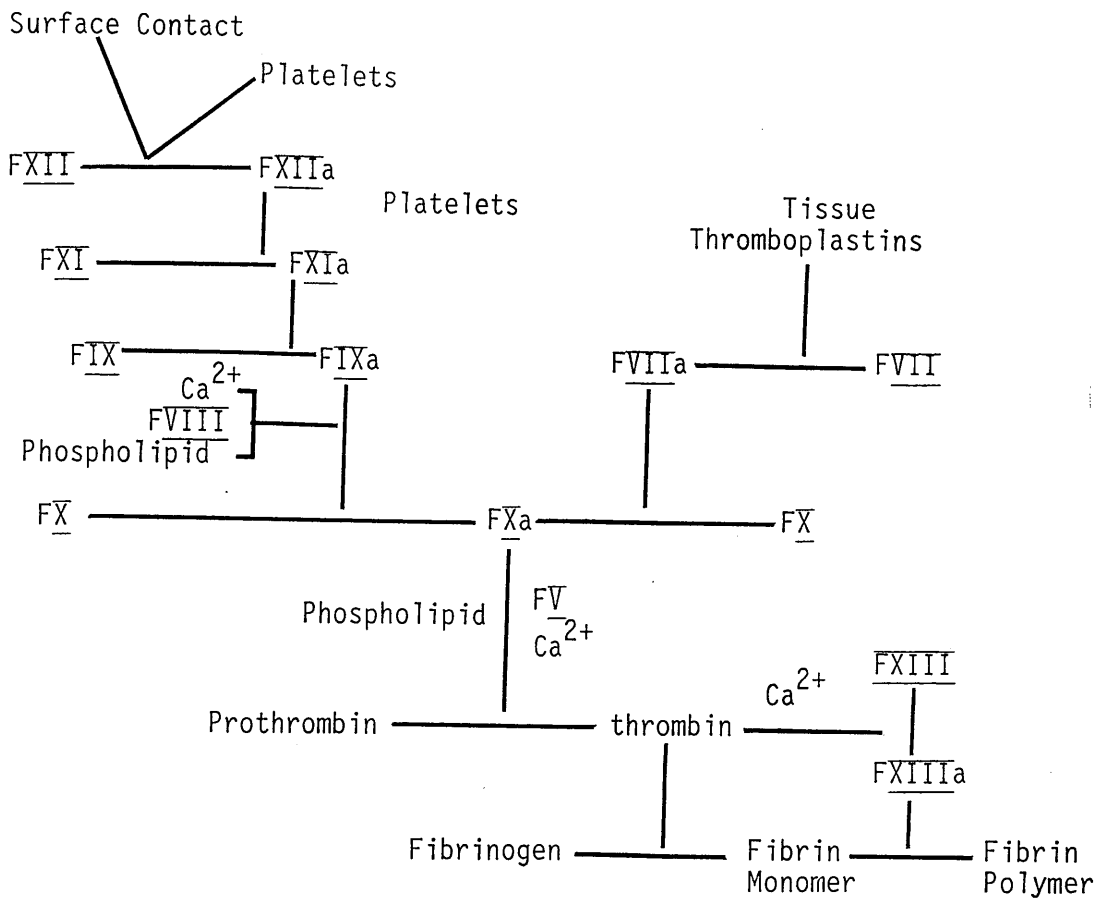 Surface Contact
Platelets
FXII FXIIa
Platelets
Tissue
Thromboplastins
FXI FXIa
FIX FIXa
FVIIa FVII
Ca2+
FVIII
Phospholipid
FX FXa FX
Phospholipid
FV
Ca2+
FXIII
Ca2+
Prothrombin thrombin
FXIIIa
Fibrinogen
Fibrin
Monomer
Fibrin
Polymer